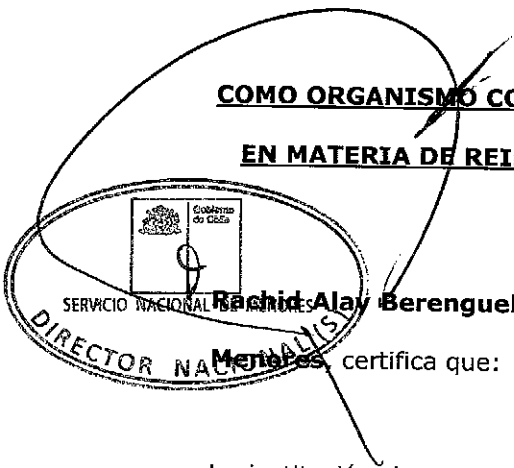 COMO ORGANISMO CO
EN MATERIA DE REI
Gobierno
de Chile
SERVICIO NACIONAL DE MENORES
Rachid Alay Berenguel
DIRECTOR NACIONAL (S)
Menores, certifica que: